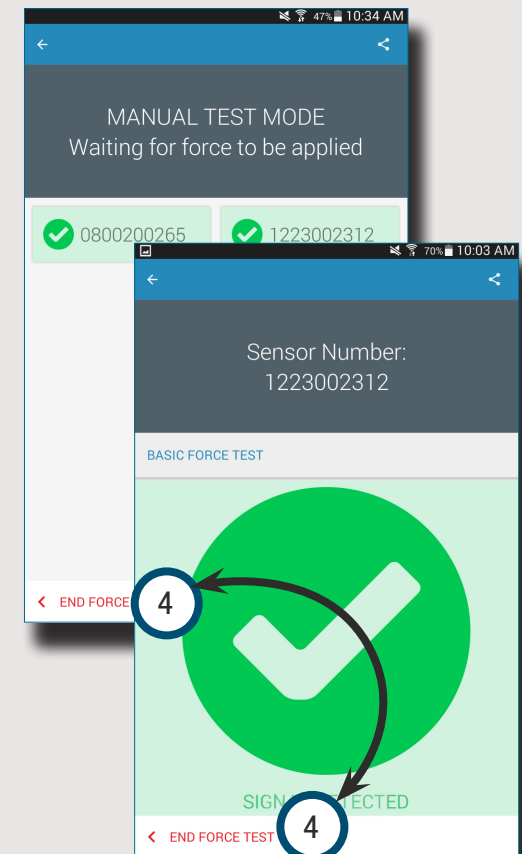 47% 10:34 AM
MANUAL TEST MODE
Waiting for force to be applied
0800200265
1223002312
70% 10:03 AM
Sensor Number:
1223002312
BASIC FORCE TEST
END FORCE
4
SIGN TECTED
END FORCE TEST
4